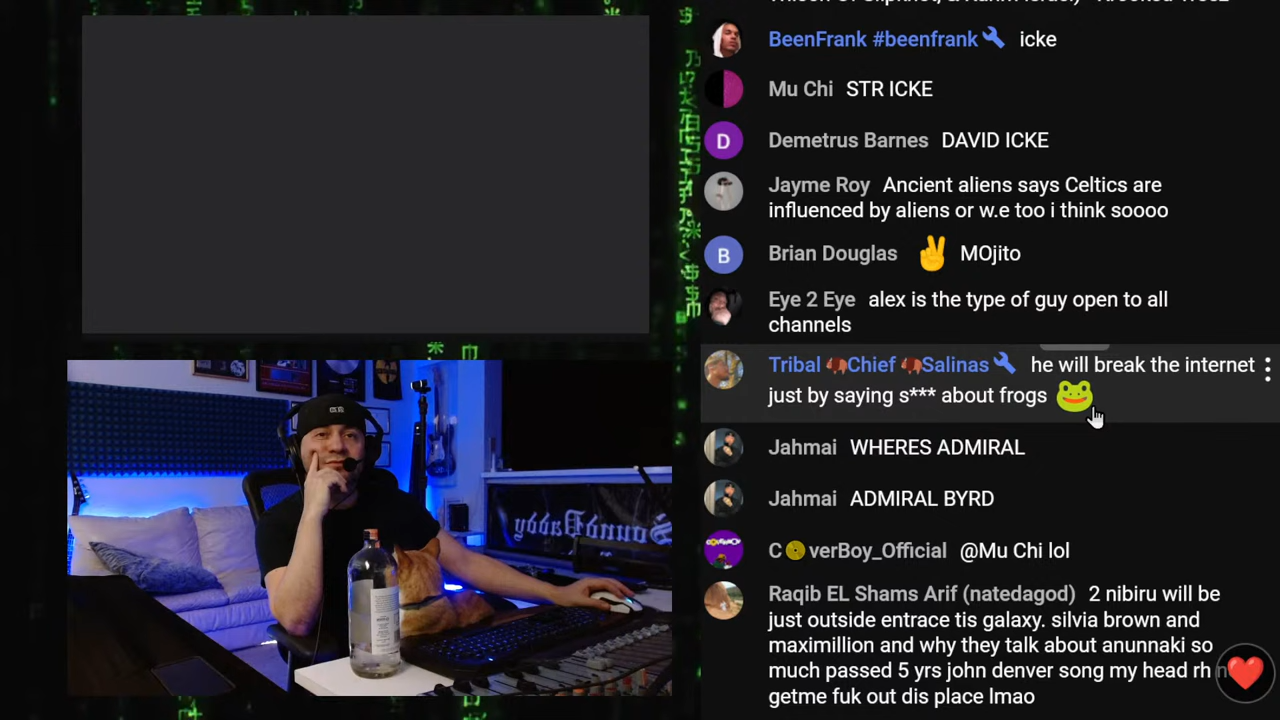 BeenFrank #beenfrank icke
Mu Chi STR ICKE
Demetrus Barnes DAVID ICKE
D
Jayme Roy Ancient aliens says Celtics are
influenced by aliens or w.e too i think soooo
Brian Douglas ✌️ MOjito
B
Eye 2 Eye alex is the type of guy open to all
channels
Tribal Chief Salinas he will break the internet
just by saying s*** about frogs 🐸
Jahmai WHERES ADMIRAL
Jahmai ADMIRAL BYRD
C verBoy_Official @Mu Chi lol
Raqib EL Shams Arif (natedagod) 2 nibiru will be
just outside entrace tis galaxy. silvia brown and
maximillion and why they talk about anunnaki so
much passed 5 yrs john denver song my head rh n
getme fuk out dis place lmao
SoundDaddy